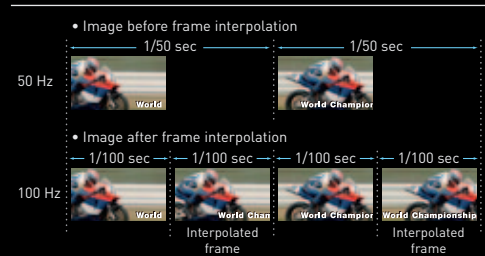 • Image before frame interpolation
1/50 sec 1/50 sec
50 Hz
World World Champion
• Image after frame interpolation
1/100 sec 1/100 sec 1/100 sec 1/100 sec
100 Hz
World World Chan World Champion World Championship
Interpolated frame Interpolated frame